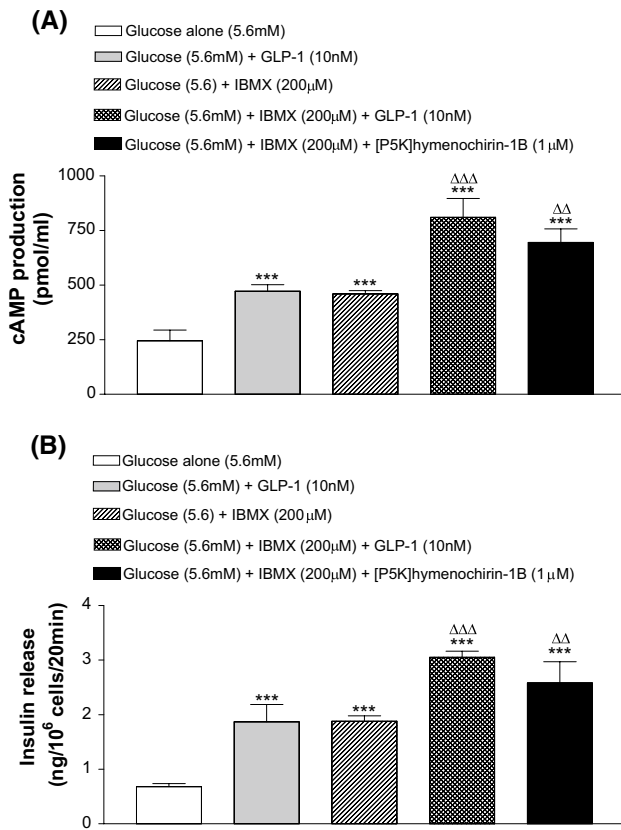 (A)
Glucose alone (5.6mM)
Glucose (5.6mM) + GLP-1 (10nM)
Glucose (5.6) + IBMX (200μM)
Glucose (5.6mM) + IBMX (200μM) + GLP-1 (10nM)
Glucose (5.6mM) + IBMX (200μM) + [P5K]hymenochirin-1B (1μM)
cAMP production
(pmol/ml)
1000
750
500
250
0
***
***
ΔΔΔ
***
ΔΔ
***
(B)
Glucose alone (5.6mM)
Glucose (5.6mM) + GLP-1 (10nM)
Glucose (5.6) + IBMX (200μM)
Glucose (5.6mM) + IBMX (200μM) + GLP-1 (10nM)
Glucose (5.6mM) + IBMX (200μM) + [P5K]hymenochirin-1B (1μM)
Insulin release
(ng/10⁶ cells/20min)
4
3
2
1
0
***
***
ΔΔΔ
***
ΔΔ
***